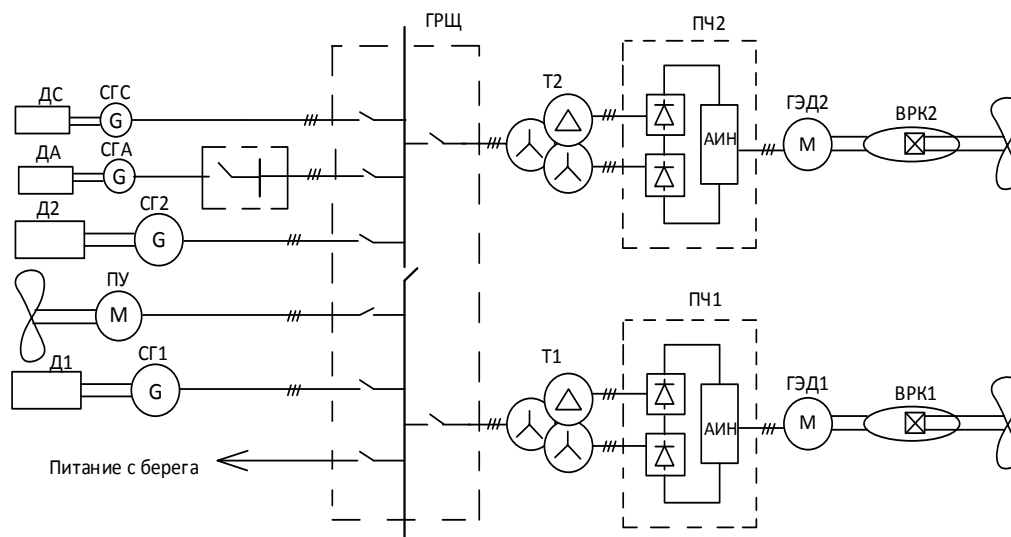 ГРЩ
ПЧ2
ДС
СГС
G
Т2
ГЭД2
ВРК2
АИН
M
ДА
СГА
G
Д2
СГ2
G
ПУ
M
ПЧ1
Д1
СГ1
G
Т1
ГЭД1
ВРК1
АИН
M
Питание с берега